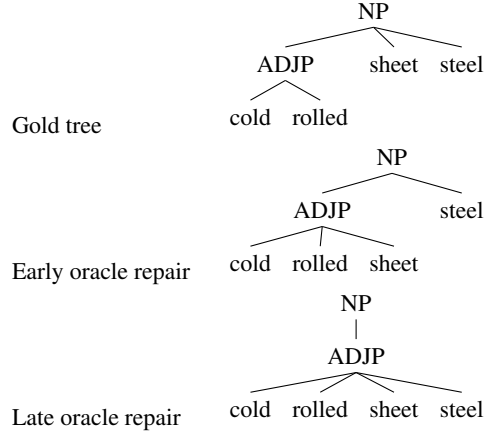 NP
ADJP sheet steel
Gold tree cold rolled
NP
ADJP steel
Early oracle repair cold rolled sheet
NP
ADJP
Late oracle repair cold rolled sheet steel